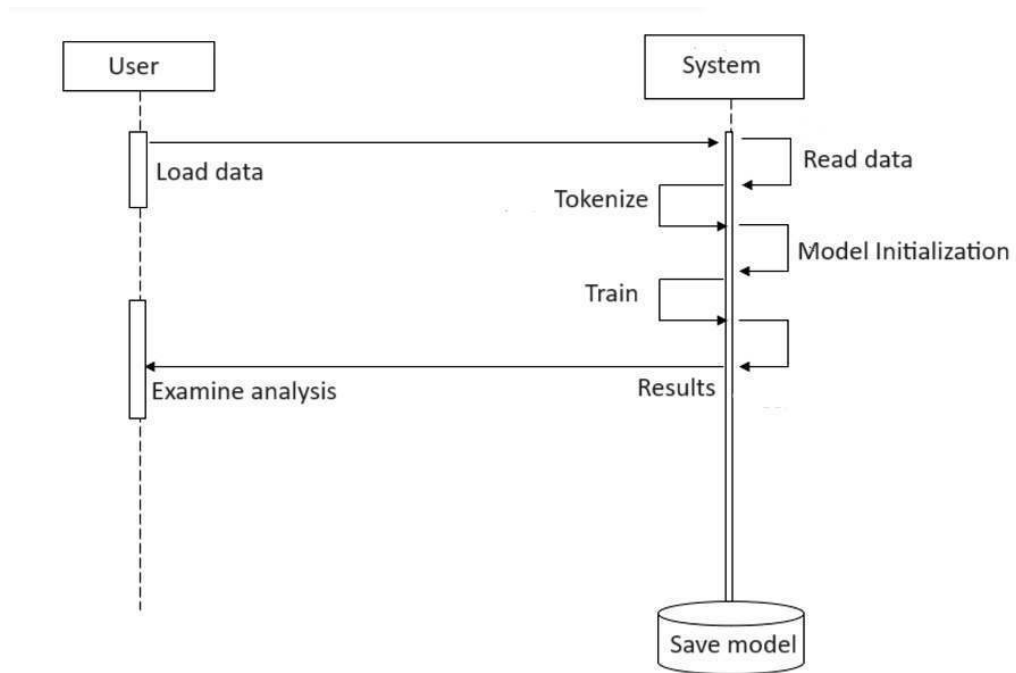 User
System
Load data
Read data
Tokenize
Model Initialization
Train
Examine analysis
Results
Save model